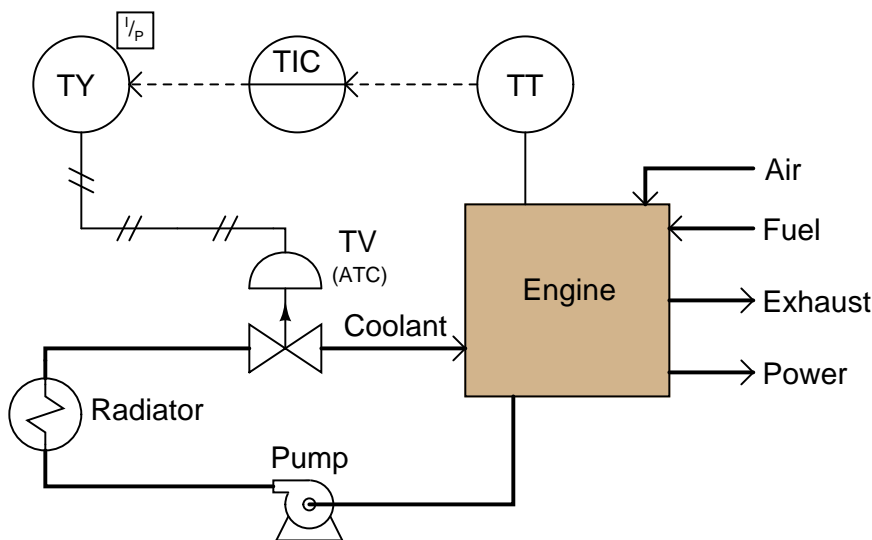 I/P
TY
TIC
TT
Air
Fuel
TV
(ATC)
Engine
Exhaust
Coolant
Power
Radiator
Pump